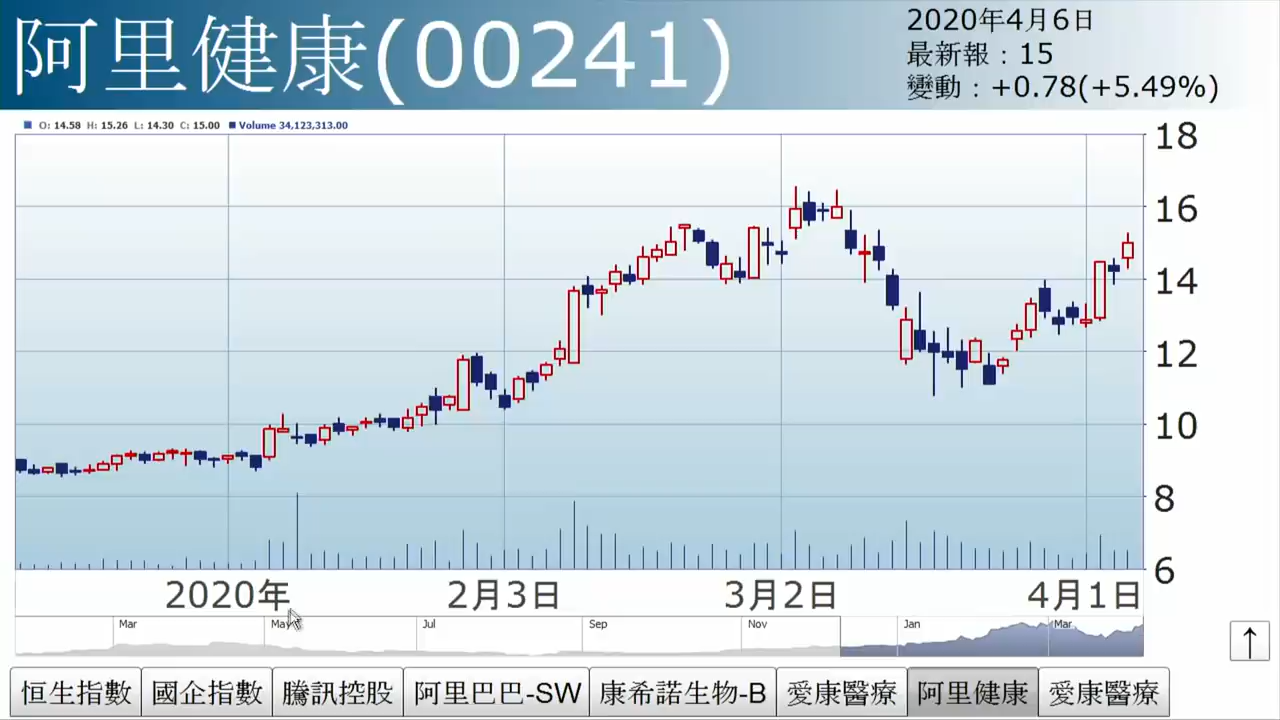 阿里健康(00241)
2020年4月6日
最新報：15
變動：+0.78(+5.49%)
O: 14.58 H: 15.26 L: 14.30 C: 15.00 Volume 34,123,313.00
18
16
14
12
10
8
6
2020年 2月3日 3月2日 4月1日
Mar May Jul Sep Nov Jan Mar
↑
恒生指數 國企指數 騰訊控股 阿里巴巴-SW 康希諾生物-B 愛康醫療 阿里健康 愛康醫療